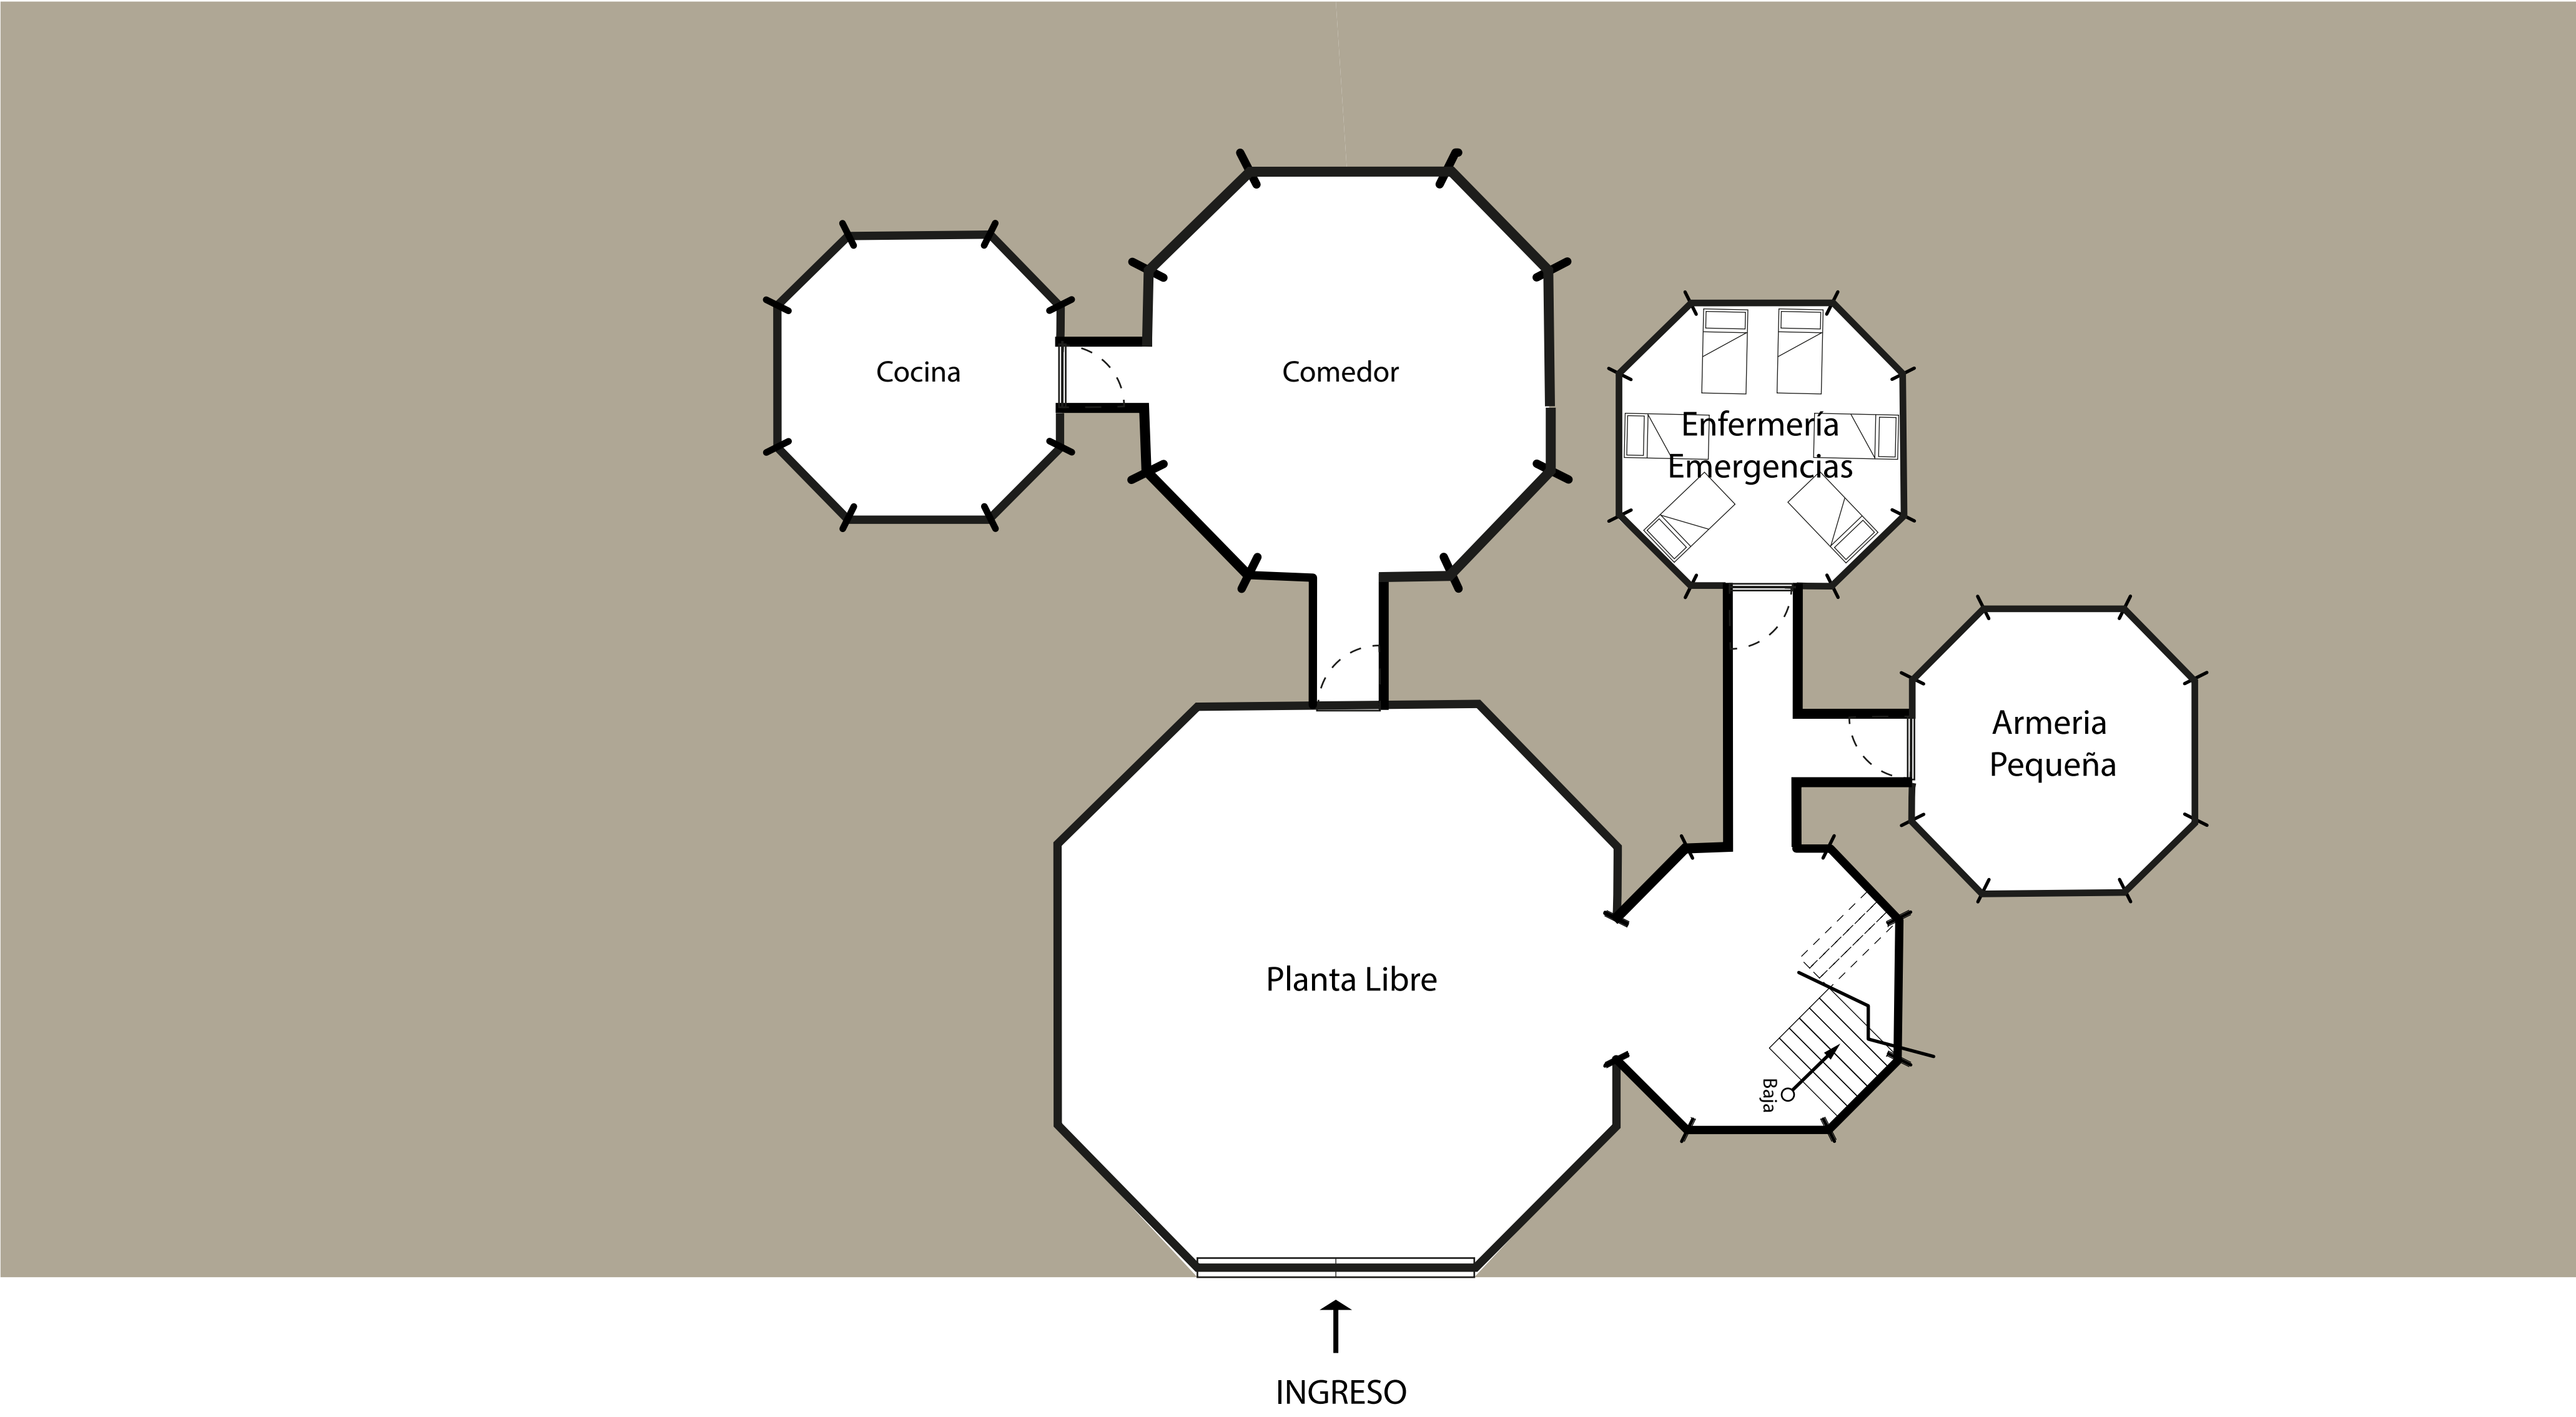 Cocina
Comedor
Enfermería
Emergencias
Armeria
Pequeña
Planta Libre
Baja
INGRESO